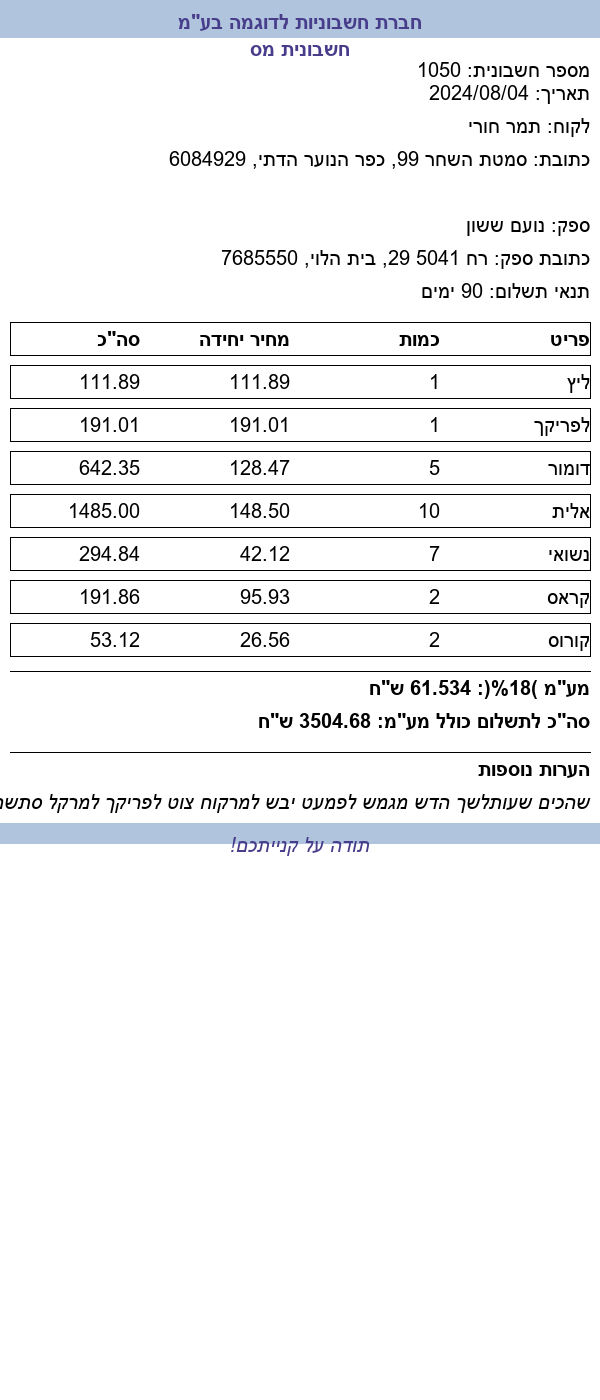 חברת חשבוניות לדוגמה בע"מ
חשבונית מס
מספר חשבונית: 1050
תאריך: 2024/08/04
לקוח: תמר חורי
כתובת: סמטת השחר 99, כפר הנוער הדתי, 6084929
ספק: נועם ששון
כתובת ספק: רח 5041 29, בית הלוי, 7685550
תנאי תשלום: 90 ימים
פריט כמות מחיר יחידה סה"כ
ליץ 1 111.89 111.89
לפריקך 1 191.01 191.01
דומור 5 128.47 642.35
אלית 10 148.50 1485.00
נשואי 7 42.12 294.84
קראס 2 95.93 191.86
קורוס 2 26.56 53.12
מע"מ )18%(: 61.534 ש"ח
סה"כ לתשלום כולל מע"מ: 3504.68 ש"ח
הערות נוספות
שהכים שעותלשך הדש מגמש לפמעט יבש למרקוח צוט לפריקך למרקל
תודה על קנייתכם!